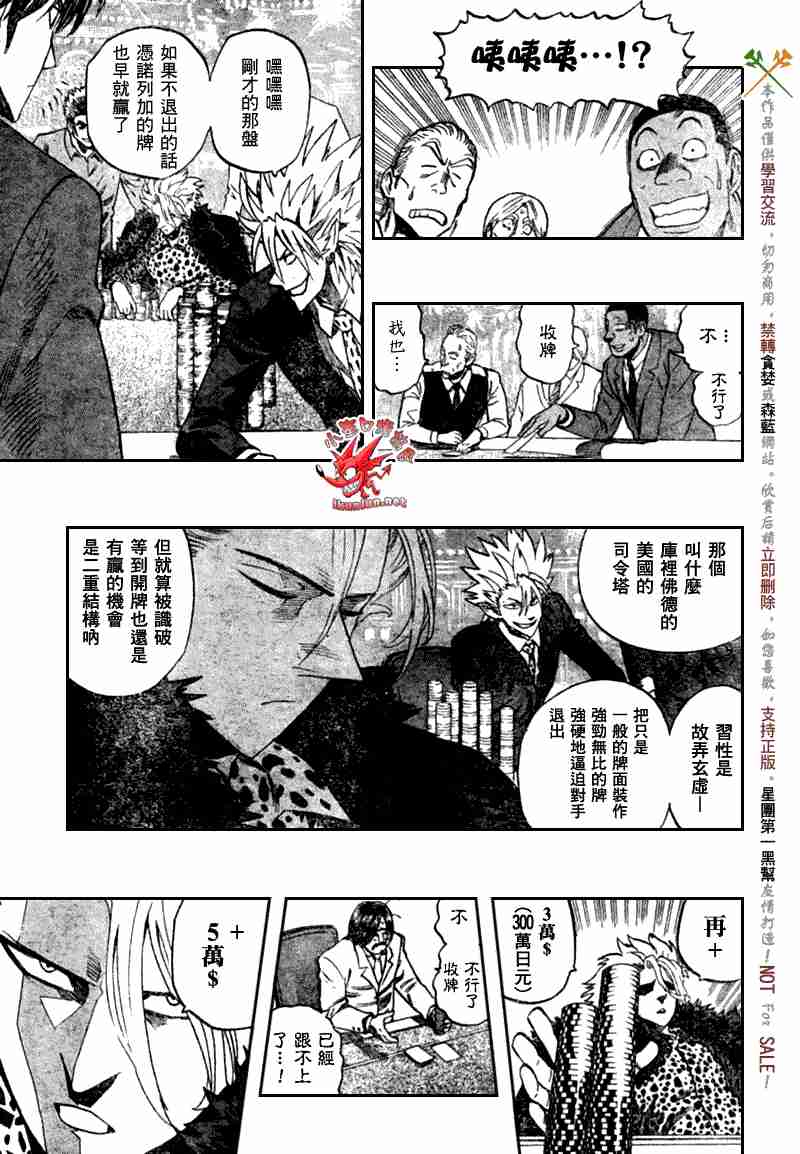 咦咦咦…!?
不…
不行了
收牌
我也…
嘿嘿嘿
剛才的那盤
如果不退出的話
憑諾列加的牌
也早就贏了
那個
叫什麼
庫裡佛德的
美國的
司令塔
習性是
故弄玄虛—
把只是
一般的牌面裝作
強勁無比的牌
強硬地逼迫對手
退出
但就算被識破
等到開牌也還是
有贏的機會
是二重結構吶
再+
3萬$
(300萬日元)
不
不行了
收牌
已經
跟不上
了…!
+
5萬$
本作品僅供學習交流，切勿商用，禁轉貪婪或森藍網站。欣賞后請立即刪除，如您喜歡，支持正版。星團第一黑幫友情打造！NOT For SALE！
ikunlun.net